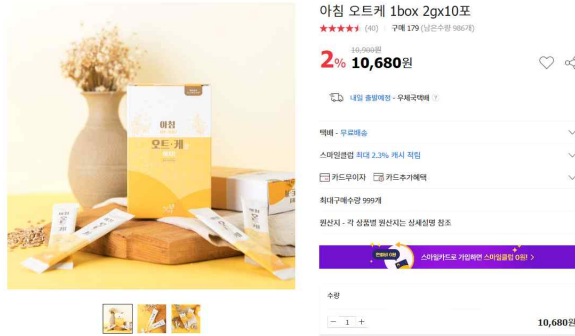 아침
오트·케
아침 오트케 1box 2gx10포
(40) 구매 179 (남은수량 986개)
10,900원
2% 10,680원
내일 출발예정 - 우체국택배 ?
택배 - 무료배송
스마일클럽 최대 2.3% 캐시 적립
카드무이자 카드추가혜택
최대구매수량 999개
원산지 - 각 상품별 원산지는 상세설명 참조
스마일카드로 가입하면 스마일클럽 0원! >
수량
− 1 +
10,680원